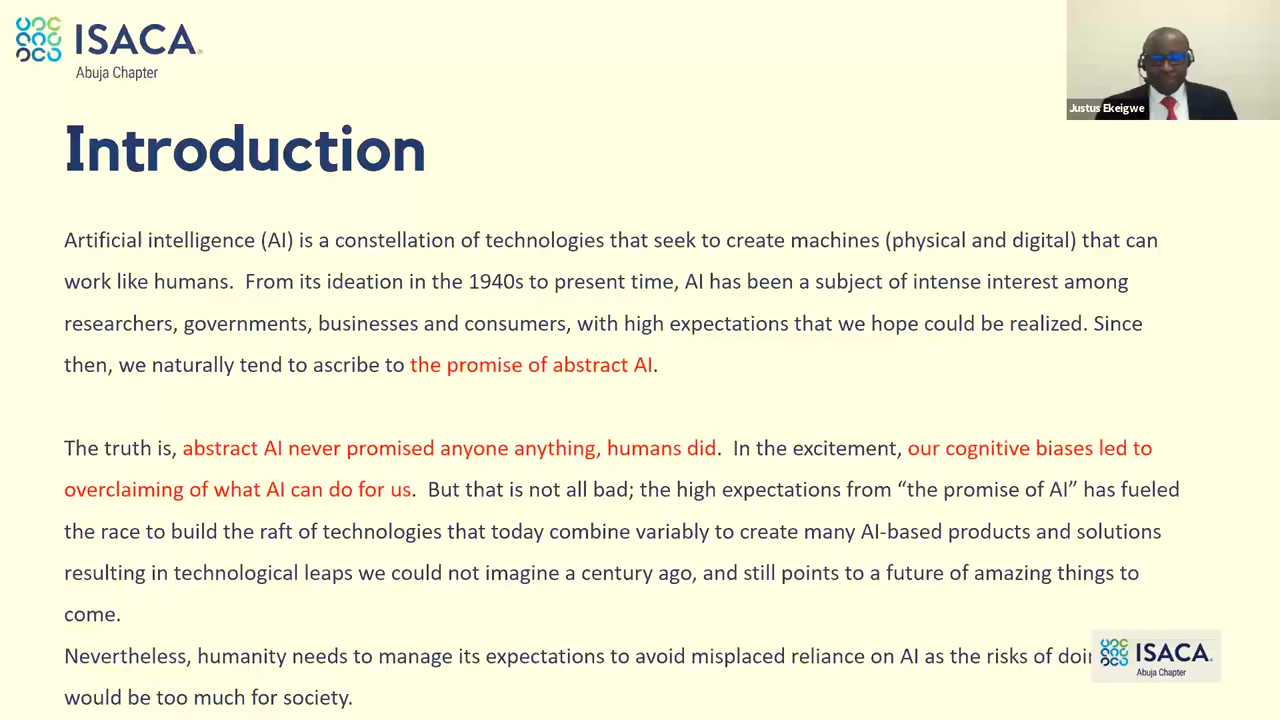 ISACA®
Abuja Chapter
Justus Ekeigwe
Introduction
Artificial intelligence (AI) is a constellation of technologies that seek to create machines (physical and digital) that can
work like humans. From its ideation in the 1940s to present time, AI has been a subject of intense interest among
researchers, governments, businesses and consumers, with high expectations that we hope could be realized. Since
then, we naturally tend to ascribe to the promise of abstract AI.
The truth is, abstract AI never promised anyone anything, humans did. In the excitement, our cognitive biases led to
overclaiming of what AI can do for us. But that is not all bad; the high expectations from “the promise of AI” has fueled
the race to build the raft of technologies that today combine variably to create many AI-based products and solutions
resulting in technological leaps we could not imagine a century ago, and still points to a future of amazing things to
come.
Nevertheless, humanity needs to manage its expectations to avoid misplaced reliance on AI as the risks of
would be too much for society.
ISACA®
Abuja Chapter